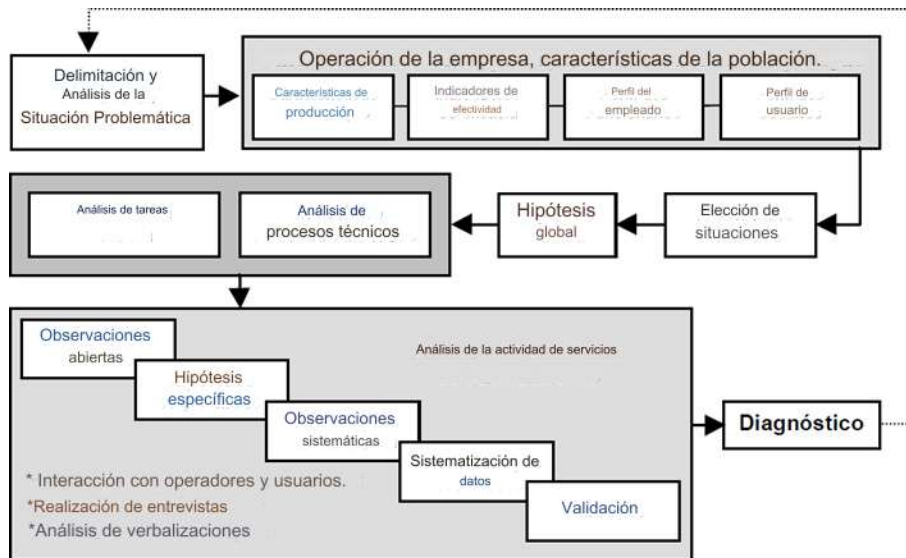 Operación de la empresa, características de la población.
Delimitación y
Análisis de la
Situación Problemática
Características de
producción
Indicadores de
efectividad
Perfil del
empleado
Perfil de
usuario
Análisis de tareas
Análisis de
procesos técnicos
Hipótesis
global
Elección de
situaciones
Observaciones
abiertas
Análisis de la actividad de servicios
Hipótesis
específicas
Observaciones
sistemáticas
Sistematización de
datos
Validación
* Interacción con operadores y usuarios.
*Realización de entrevistas
*Análisis de verbalizaciones
Diagnóstico